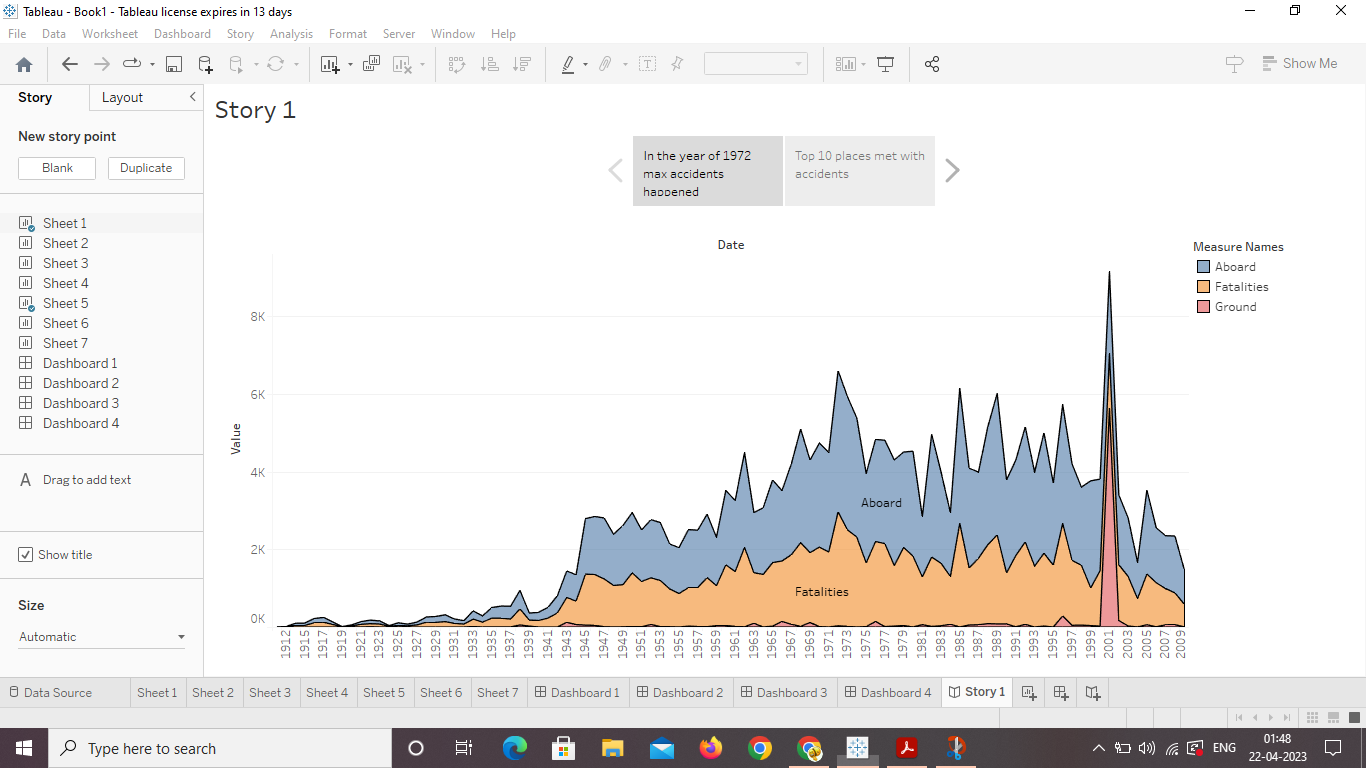 Tableau - Book1 - Tableau license expires in 13 days
File Data Worksheet Dashboard Story Analysis Format Server Window Help
Show Me
Story Layout
New story point
Blank Duplicate
Sheet 1
Sheet 2
Sheet 3
Sheet 4
Sheet 5
Sheet 6
Sheet 7
Dashboard 1
Dashboard 2
Dashboard 3
Dashboard 4
A Drag to add text
Show title
Size
Automatic
Story 1
In the year of 1972
max accidents
happened
Top 10 places met with
accidents
Date
Measure Names
Aboard
Fatalities
Ground
Value
8K
6K
4K
2K
0K
Aboard
Fatalities
1912 1915 1917 1919 1921 1923 1925 1927 1929 1931 1933 1935 1937 1939 1941 1943 1945 1947 1949 1951 1953 1955 1957 1959 1961 1963 1965 1967 1969 1971 1973 1975 1977 1979 1981 1983 1985 1987 1989 1991 1993 1995 1997 1999 2001 2003 2005 2007 2009
Data Source Sheet 1 Sheet 2 Sheet 3 Sheet 4 Sheet 5 Sheet 6 Sheet 7 Dashboard 1 Dashboard 2 Dashboard 3 Dashboard 4 Story 1
Type here to search
ENG
01:48
22-04-2023